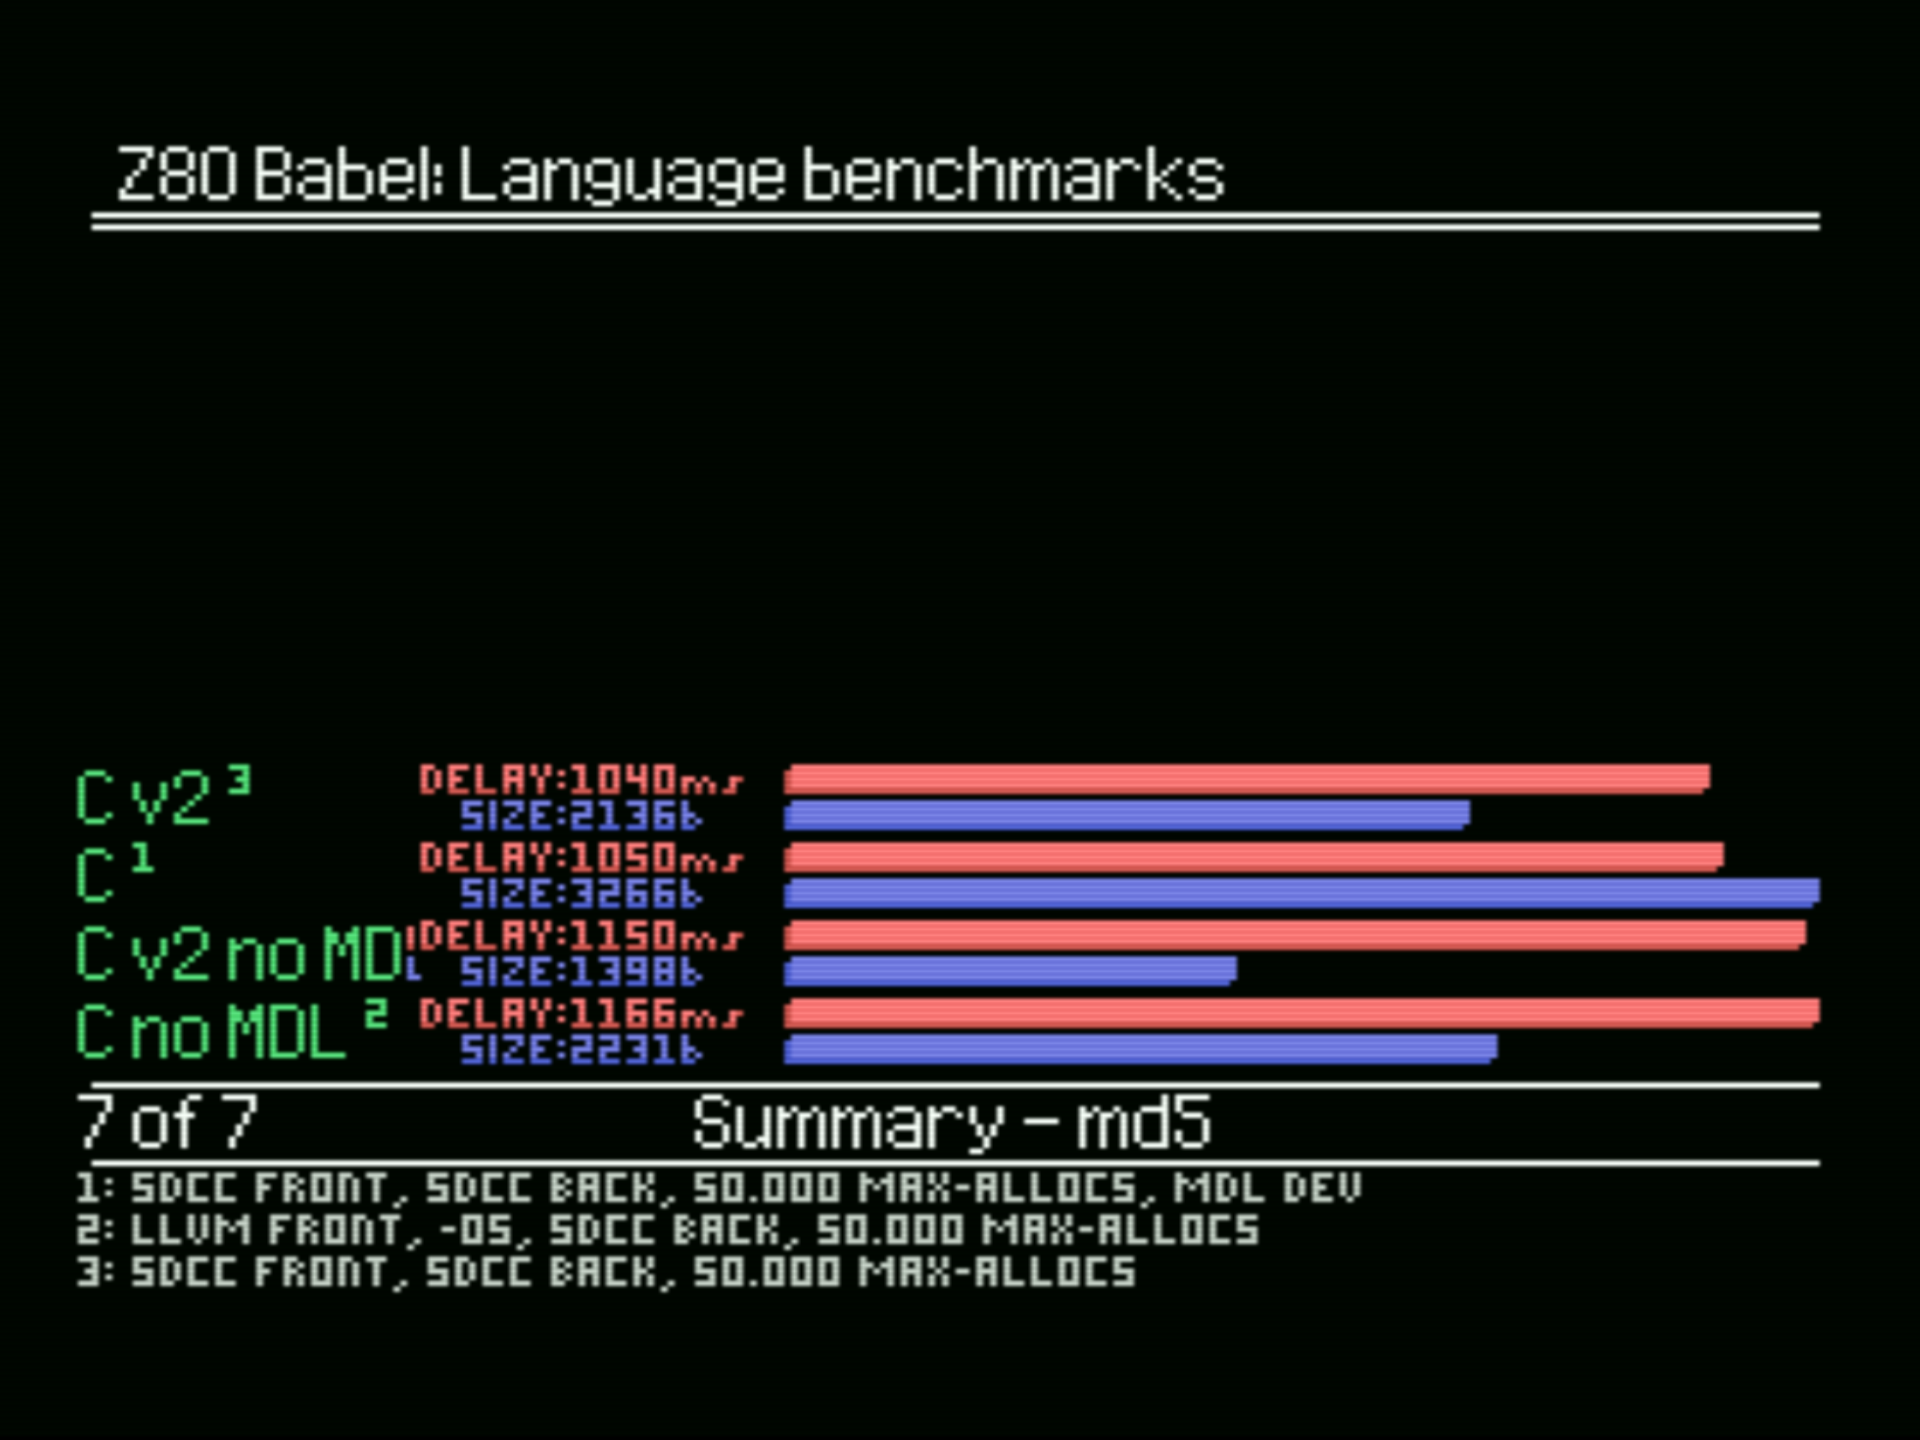 Z80 Babel: Language benchmarks
C v2 3 DELAY:1040ms
SIZE:2136b
C 1 DELAY:1050ms
SIZE:3266b
C v2 no MDL DELAY:1150ms
SIZE:1398b
C no MDL 2 DELAY:1166ms
SIZE:2231b
7 of 7 Summary - md5
1: SDCC FRONT, SDCC BACK, 50.000 MAX-ALLOCS, MDL DEV
2: LLVM FRONT, -OS, SDCC BACK, 50.000 MAX-ALLOCS
3: SDCC FRONT, SDCC BACK, 50.000 MAX-ALLOCS